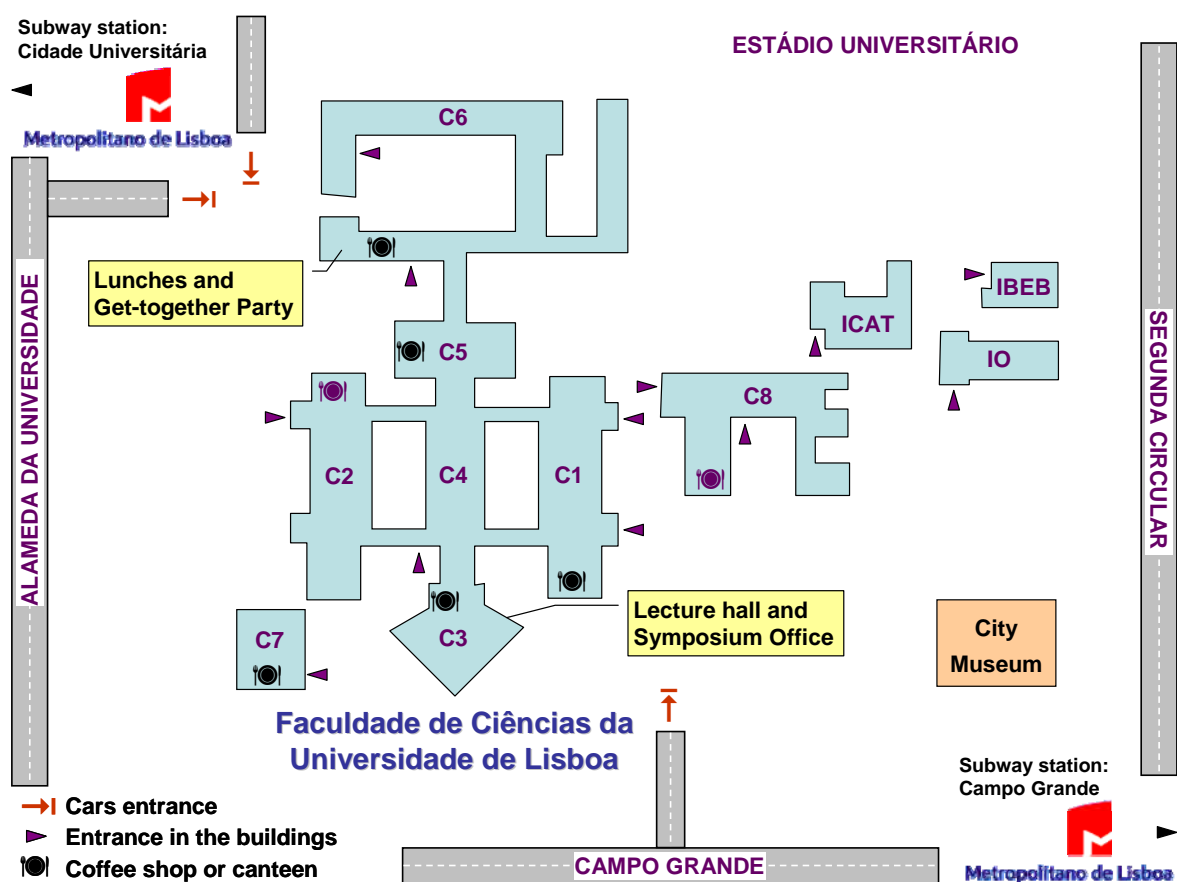 Subway station:
Cidade Universitária
Metropolitano de Lisboa
ESTÁDIO UNIVERSITÁRIO
C6
Lunches and
Get-together Party
ALAMEDA DA UNIVERSIDADE
SEGUNDA CIRCULAR
IBEB
ICAT
IO
C5
C8
C2
C4
C1
Lecture hall and
Symposium Office
C7
C3
City
Museum
Faculdade de Ciências da
Universidade de Lisboa
Subway station:
Campo Grande
Metropolitano de Lisboa
Cars entrance
Entrance in the buildings
Coffee shop or canteen
CAMPO GRANDE